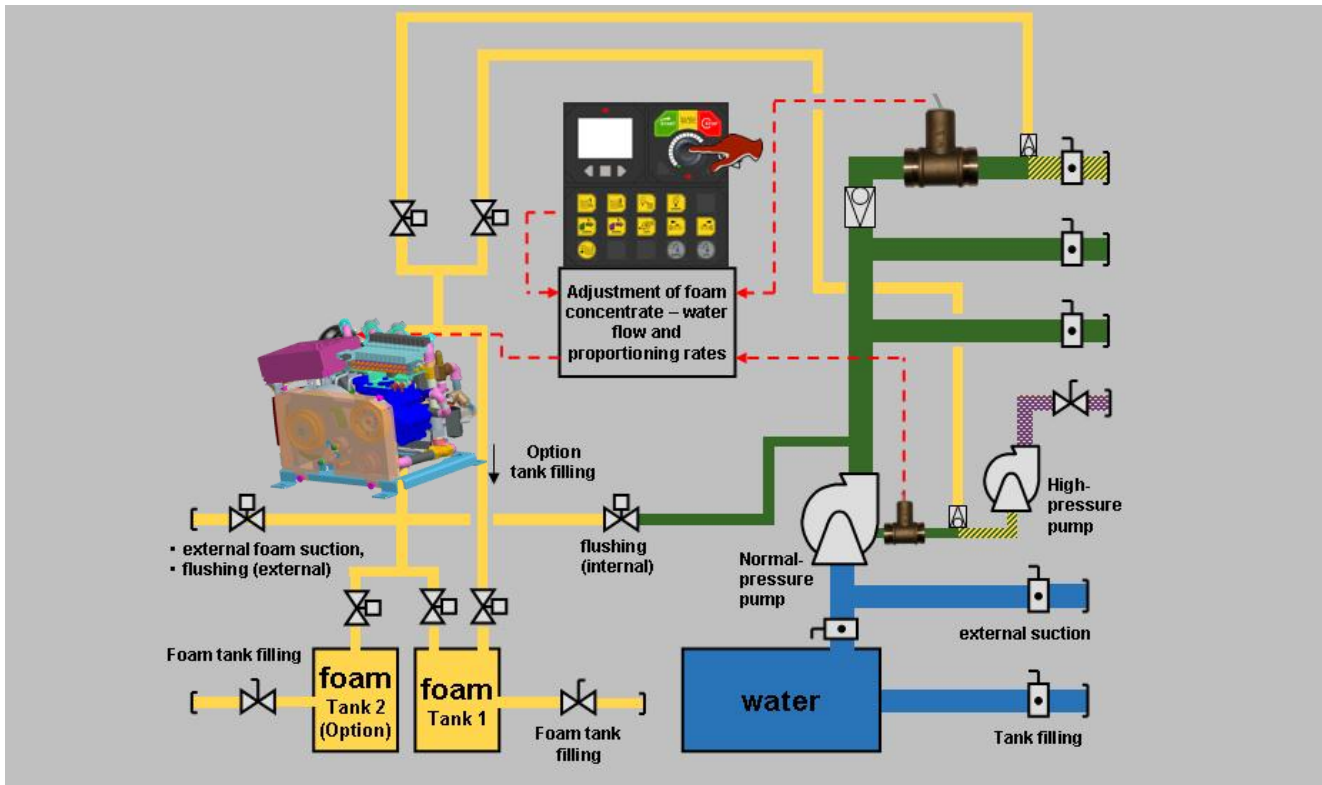 Adjustment of foam
concentrate – water
flow and
proportioning rates
Option
tank filling
High-
pressure
pump
▪ external foam suction,
▪ flushing (external)
flushing
(internal)
Normal-
pressure
pump
external suction
Foam tank filling
foam
Tank 2
(Option)
foam
Tank 1
Foam tank
filling
water
Tank filling